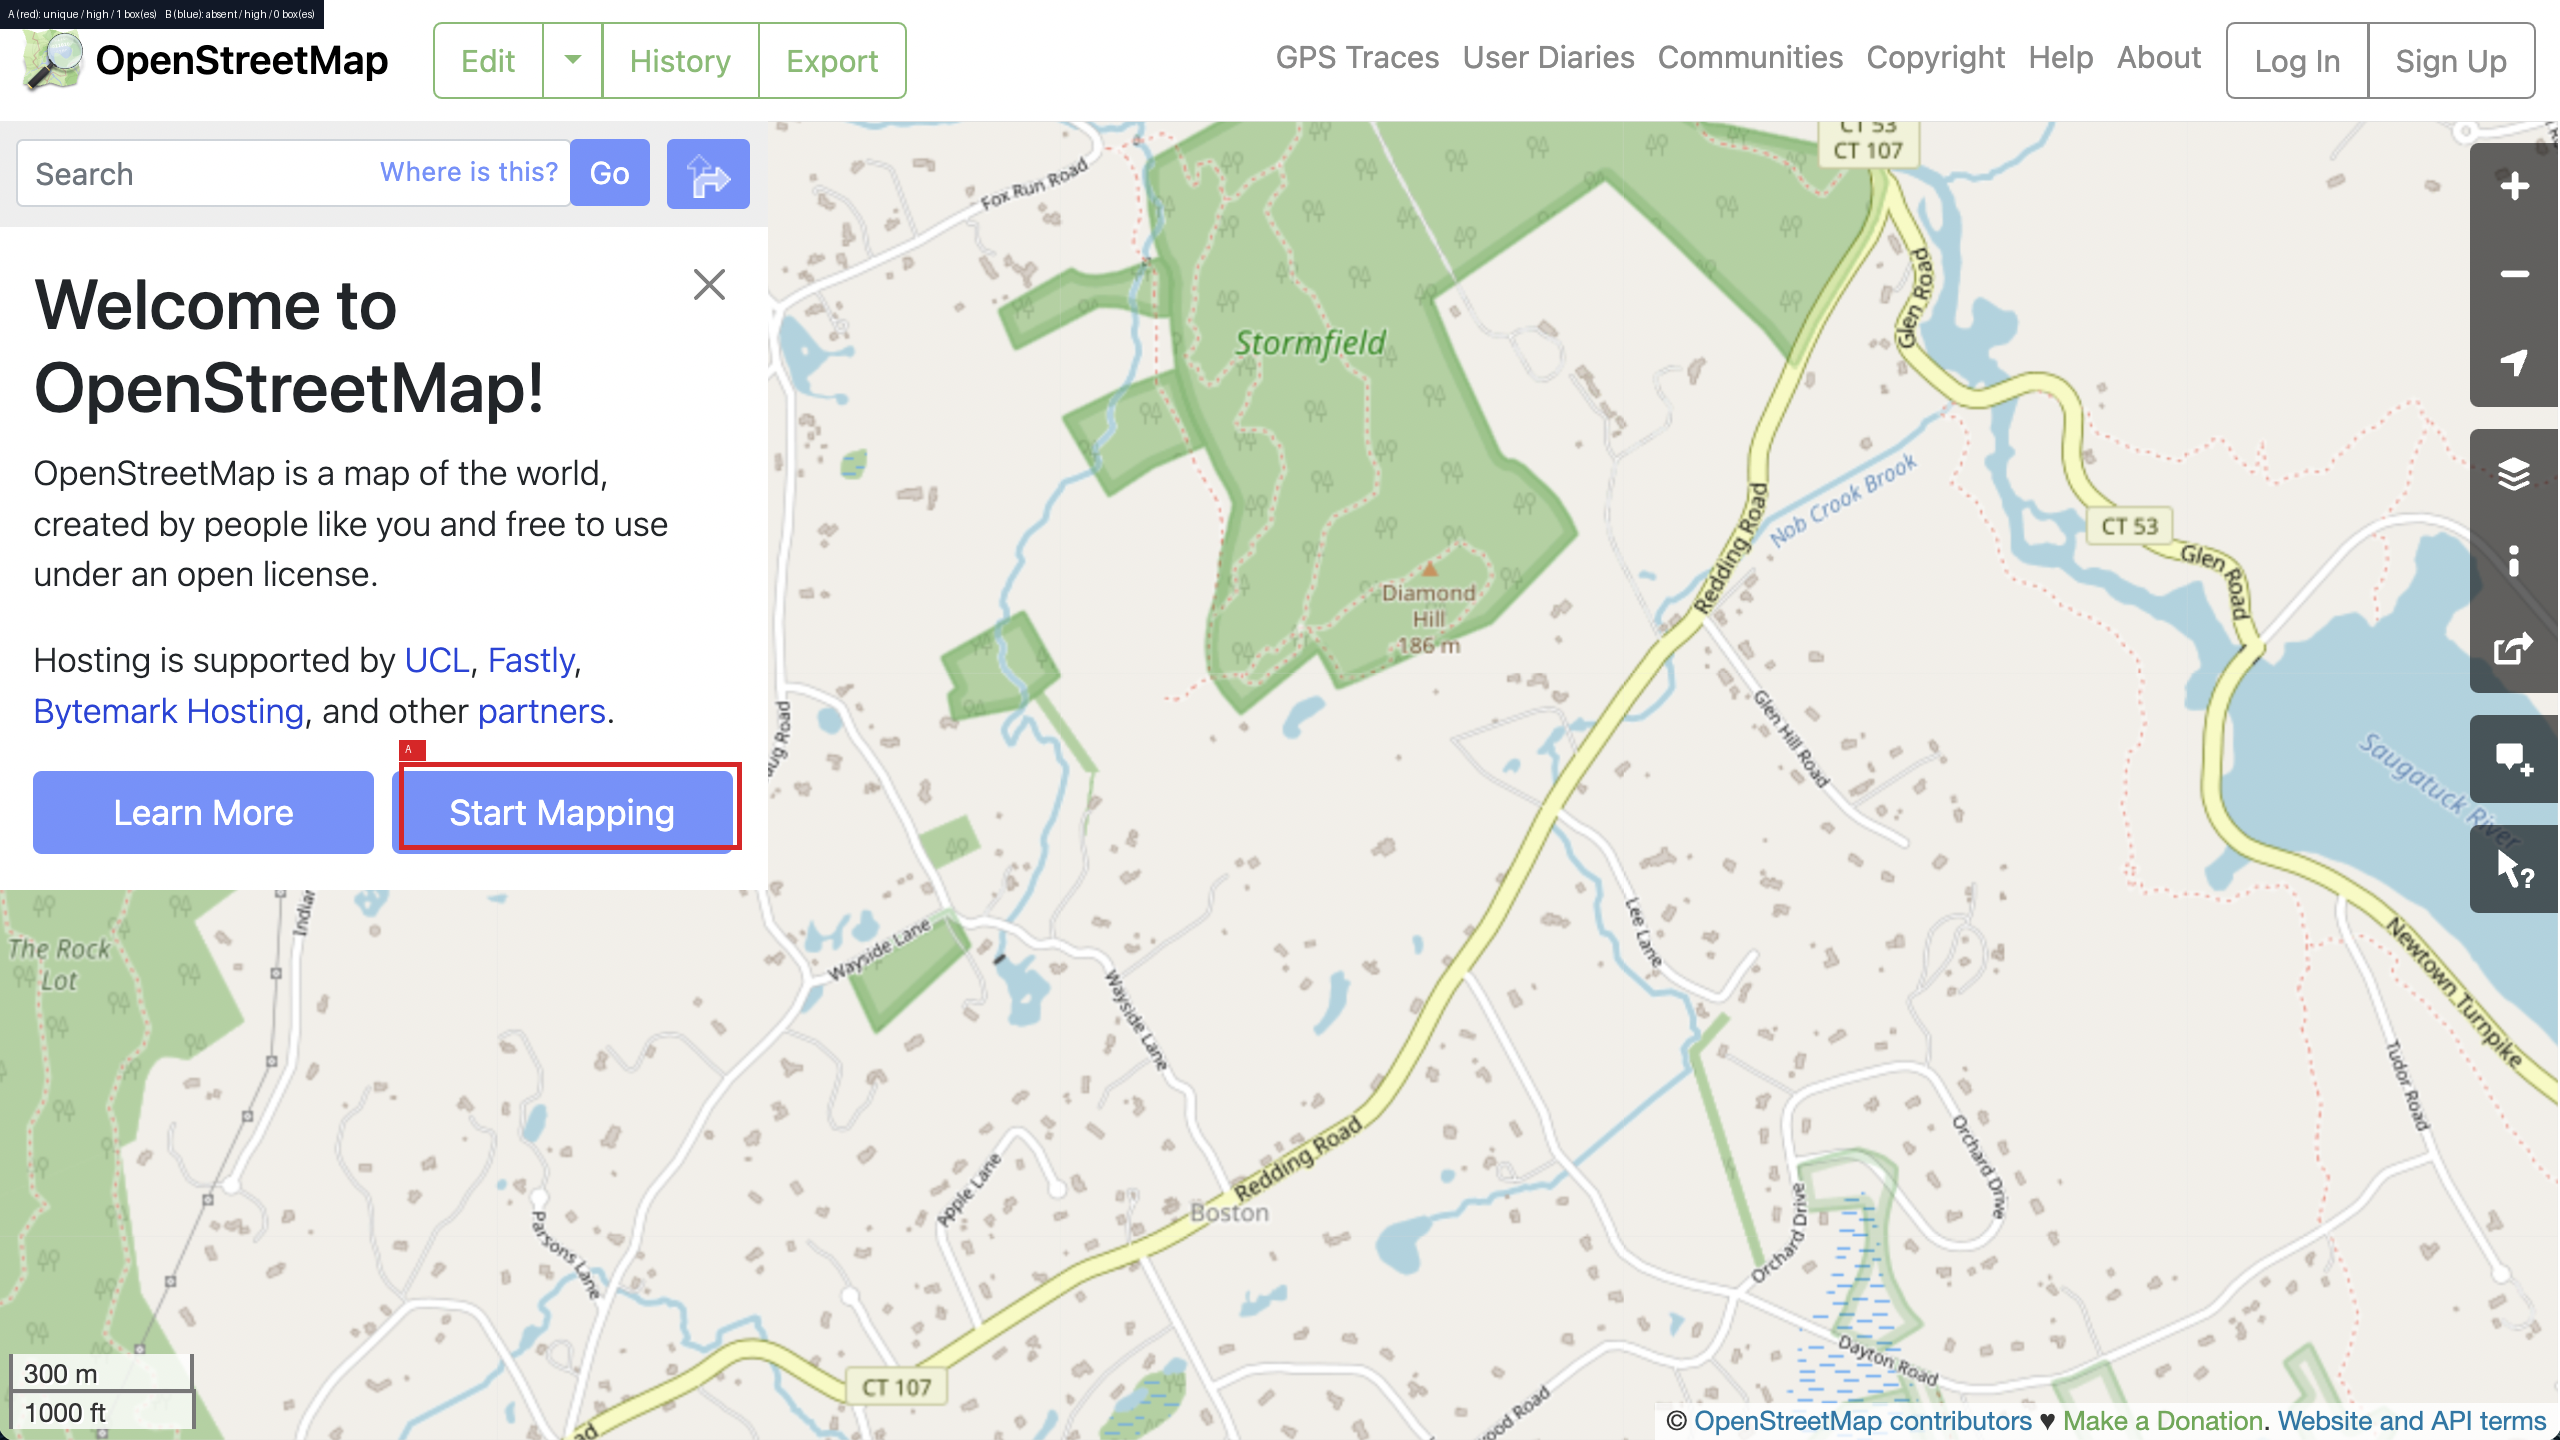 A (red): unique / high / 1 box(es) B (blue): absent / high / 0 box(es)
OpenStreetMap
Edit
History
Export
GPS Traces
User Diaries
Communities
Copyright
Help
About
Log In
Sign Up
Search
Where is this?
Go
Welcome to
OpenStreetMap!
OpenStreetMap is a map of the world,
created by people like you and free to use
under an open license.
Hosting is supported by UCL, Fastly,
Bytemark Hosting, and other partners.
A
Learn More
Start Mapping
CT 53
CT 107
Fox Run Road
Glen Road
Stormfield
Nob Crook Brook
Redding Road
CT 53
Glen Road
Diamond
Hill
186 m
Glen Hill Road
aug Road
Saugatuck River
Lee Lane
Wayside Lane
Indian
The Rock
Lot
Newtown Turnpike
Wayside Lane
Tudor Road
Orchard Drive
Redding Road
Apple Lane
Boston
Parsons Lane
Orchard Drive
Dayton Road
CT 107
ood Road
ad
300 m
1000 ft
© OpenStreetMap contributors ♥ Make a Donation. Website and API terms